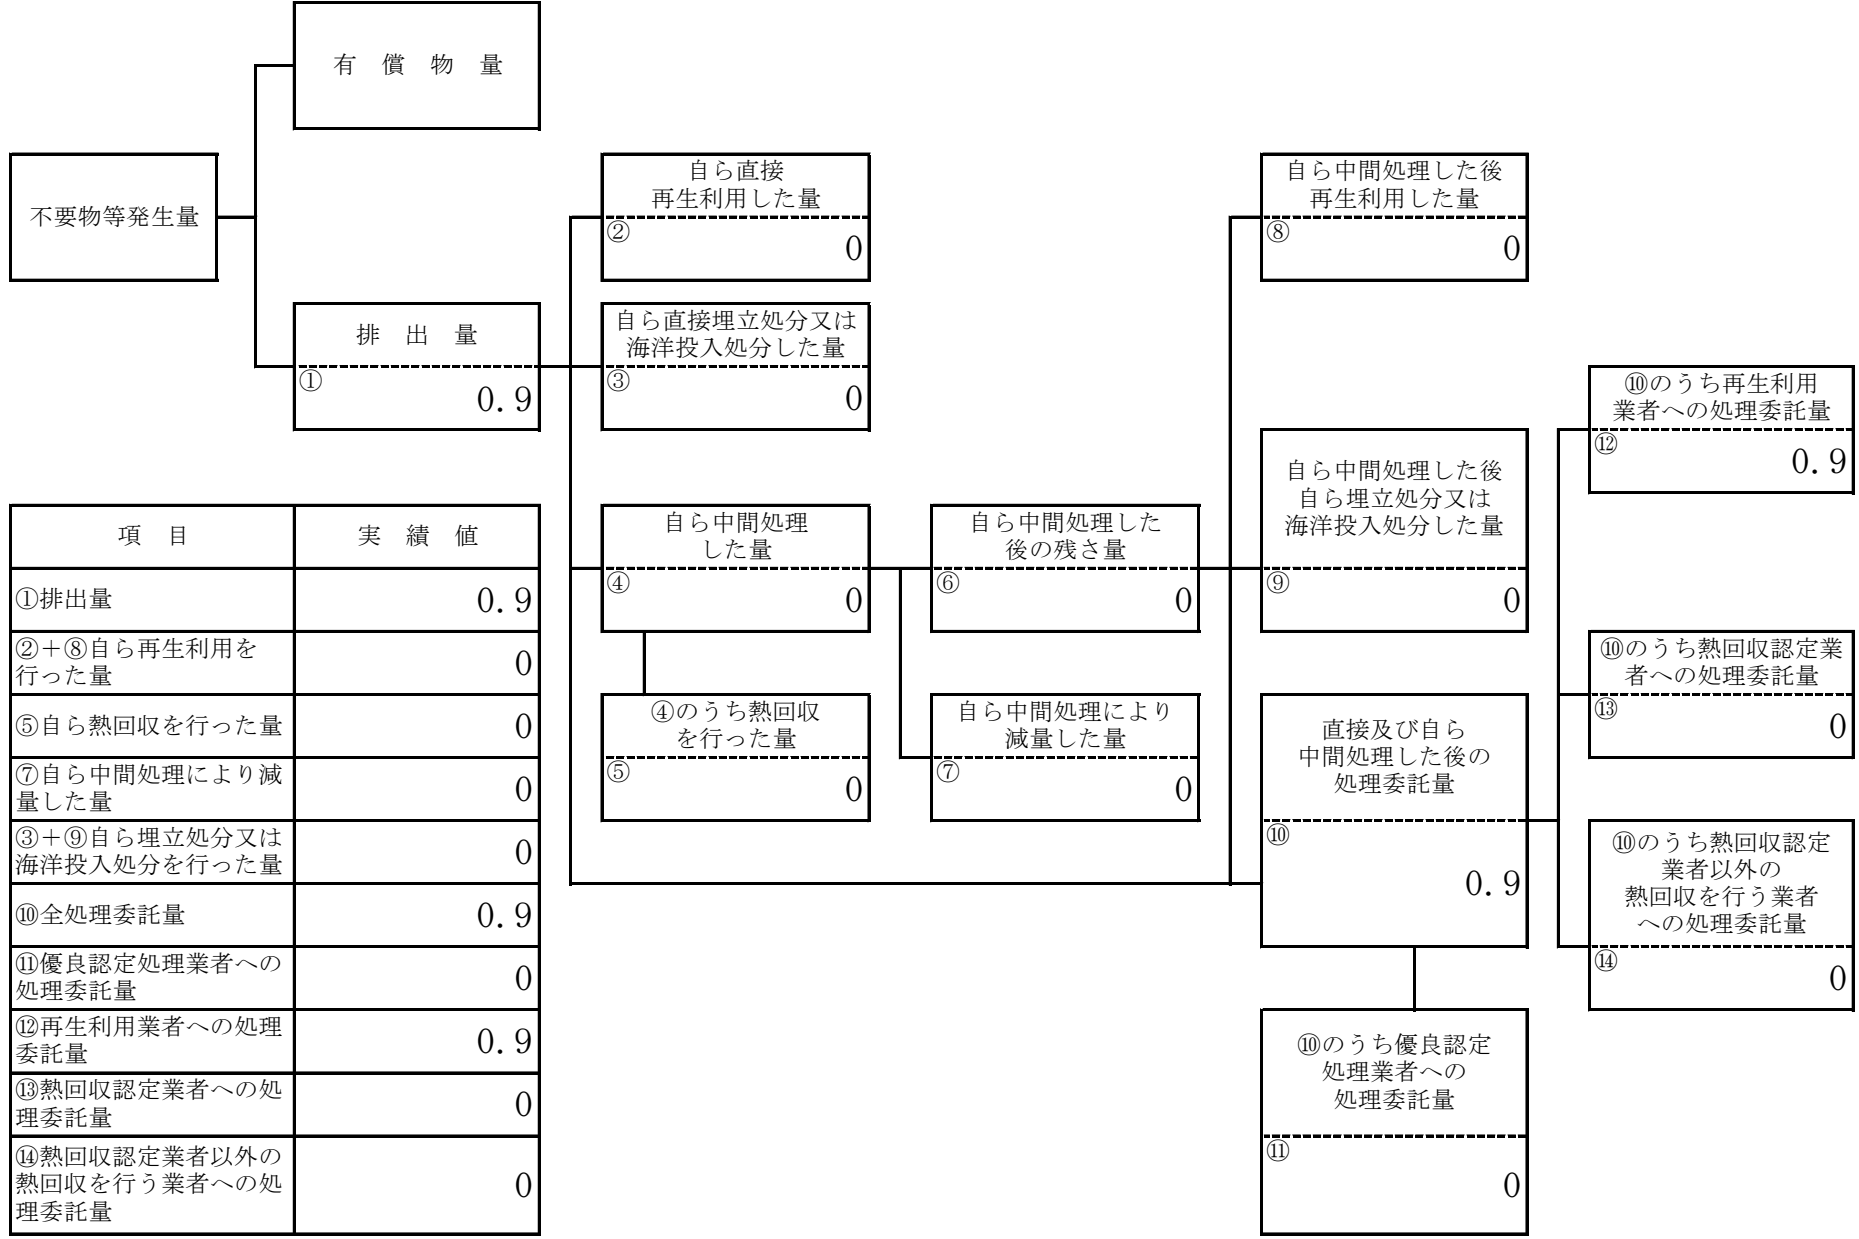 有　償　物　量
不要物等発生量
排　出　量
①
0.9
自ら直接
再生利用した量
②
0
自ら直接埋立処分又は
海洋投入処分した量
③
0
自ら中間処理
した量
④
0
④のうち熱回収
を行った量
⑤
0
自ら中間処理した
後の残さ量
⑥
0
自ら中間処理により
減量した量
⑦
0
自ら中間処理した後
再生利用した量
⑧
0
自ら中間処理した後
自ら埋立処分又は
海洋投入処分した量
⑨
0
直接及び自ら
中間処理した後の
処理委託量
⑩
0.9
⑩のうち優良認定
処理業者への
処理委託量
⑪
0
⑩のうち再生利用
業者への処理委託量
⑫
0.9
⑩のうち熱回収認定業
者への処理委託量
⑬
0
⑩のうち熱回収認定
業者以外の
熱回収を行う業者
への処理委託量
⑭
0
項　目
実　績　値
①排出量
0.9
②＋⑧自ら再生利用を
行った量
0
⑤自ら熱回収を行った量
0
⑦自ら中間処理により減
量した量
0
③＋⑨自ら埋立処分又は
海洋投入処分を行った量
0
⑩全処理委託量
0.9
⑪優良認定処理業者への
処理委託量
0
⑫再生利用業者への処理
委託量
0.9
⑬熱回収認定業者への処
理委託量
0
⑭熱回収認定業者以外の
熱回収を行う業者への処
理委託量
0